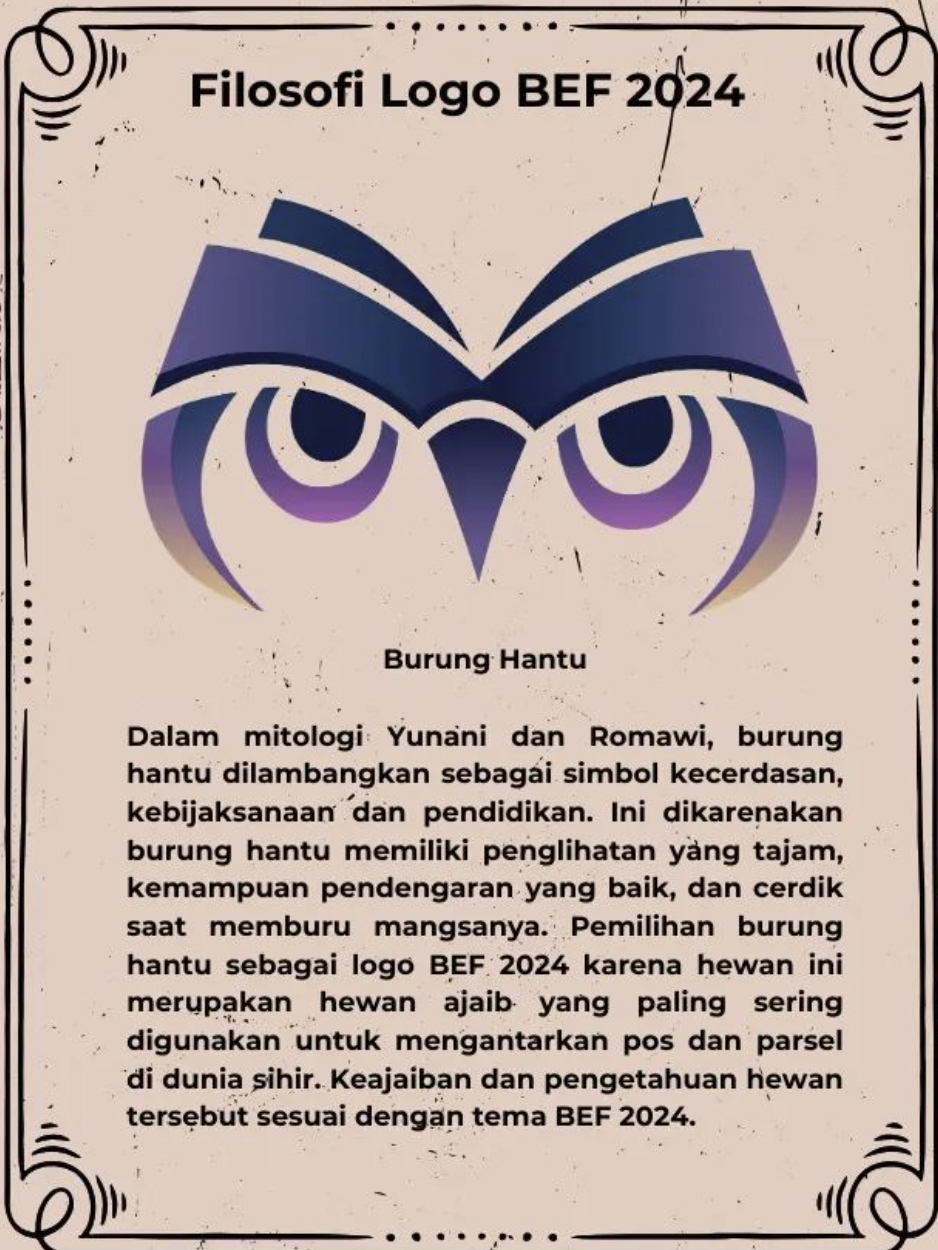 Filosofi Logo BEF 2024
Burung Hantu
Dalam mitologi Yunani dan Romawi, burung
hantu dilambangkan sebagai simbol kecerdasan,
kebijaksanaan dan pendidikan. Ini dikarenakan
burung hantu memiliki penglihatan yang tajam,
kemampuan pendengaran yang baik, dan cerdik
saat memburu mangsanya. Pemilihan burung
hantu sebagai logo BEF 2024 karena hewan ini
merupakan hewan ajaib yang paling sering
digunakan untuk mengantarkan pos dan parsel
di dunia sihir. Keajaiban dan pengetahuan hewan
tersebut sesuai dengan tema BEF 2024.